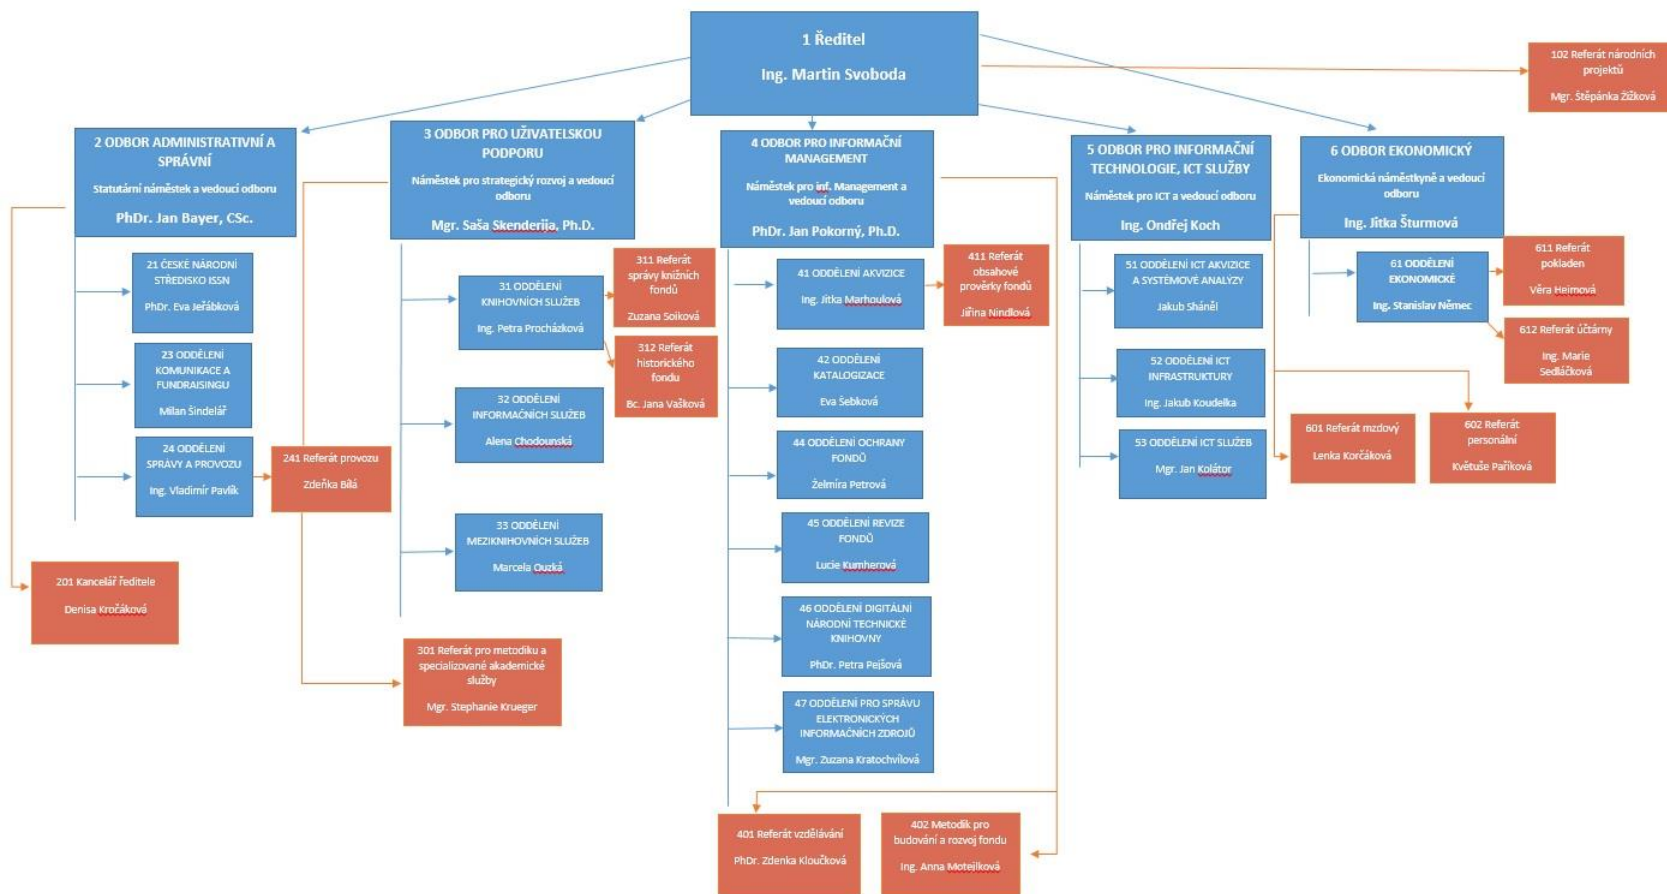 1 Ředitel
Ing. Martin Svoboda
102 Referát národních
projektů
Mgr. Štěpánka Žižková
2 ODBOR ADMINISTRATIVNÍ A
SPRÁVNÍ
Statutární náměstek a vedoucí odboru
PhDr. Jan Bayer, CSc.
3 ODBOR PRO UŽIVATELSKOU
PODPORU
Náměstek pro strategický rozvoj a vedoucí
odboru
Mgr. Saša Skenderija, Ph.D.
4 ODBOR PRO INFORMAČNÍ
MANAGEMENT
Náměstek pro inf. Management a
vedoucí odboru
PhDr. Jan Pokorný, Ph.D.
5 ODBOR PRO INFORMAČNÍ
TECHNOLOGIE, ICT SLUŽBY
Náměstek pro ICT a vedoucí odboru
Ing. Ondřej Koch
6 ODBOR EKONOMICKÝ
Ekonomická náměstkyně a vedoucí
odboru
Ing. Jitka Šturmová
21 ČESKÉ NÁRODNÍ
STŘEDISKO ISSN
PhDr. Eva Jeřábková
23 ODDĚLENÍ
KOMUNIKACE A
FUNDRAISINGU
Milan Šindelář
24 ODDĚLENÍ
SPRÁVY A PROVOZU
Ing. Vladimír Pavlík
241 Referát provozu
Zdeňka Bílá
201 Kancelář ředitele
Denisa Kročáková
31 ODDĚLENÍ
KNIHOVNÍCH SLUŽEB
Ing. Petra Procházková
311 Referát
správy knižních
fondů
Zuzana Soiková
312 Referát
historického
fondu
Bc. Jana Vašková
32 ODDĚLENÍ
INFORMAČNÍCH SLUŽEB
Alena Chodounská
33 ODDĚLENÍ
MEZIKNIHOVNÍCH SLUŽEB
Marcela Ouzká
301 Referát pro metodiku a
specializované akademické
služby
Mgr. Stephanie Krueger
41 ODDĚLENÍ AKVIZICE
Ing. Jitka Marhoulová
411 Referát
obsahové
prověrky fondů
Jiřina Nindlová
42 ODDĚLENÍ
KATALOGIZACE
Eva Šebková
44 ODDĚLENÍ OCHRANY
FONDŮ
Želmíra Petrová
45 ODDĚLENÍ REVIZE
FONDŮ
Lucie Kumherová
46 ODDĚLENÍ DIGITÁLNÍ
NÁRODNÍ TECHNICKÉ
KNIHOVNY
PhDr. Petra Pejšová
47 ODDĚLENÍ PRO SPRÁVU
ELEKTRONICKÝCH
INFORMAČNÍCH ZDROJŮ
Mgr. Zuzana Kratochvílová
401 Referát vzdělávání
PhDr. Zdenka Kloučková
402 Metodik pro
budování a rozvoj fondu
Ing. Anna Motejlková
51 ODDĚLENÍ ICT AKVIZICE
A SYSTÉMOVÉ ANALÝZY
Jakub Sháněl
52 ODDĚLENÍ ICT
INFRASTRUKTURY
Ing. Jakub Koudelka
53 ODDĚLENÍ ICT SLUŽEB
Mgr. Jan Kolátor
61 ODDĚLENÍ
EKONOMICKÉ
Ing. Stanislav Němec
611 Referát
pokladen
Věra Heimová
612 Referát účtárny
Ing. Marie
Sedláčková
601 Referát mzdový
Lenka Korčáková
602 Referát
personální
Květuše Paříková